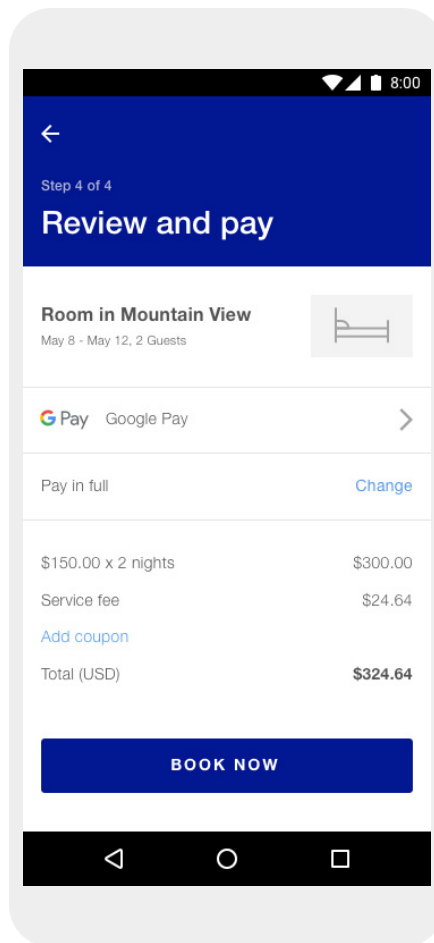 8:00
Step 4 of 4
Review and pay
Room in Mountain View
May 8 - May 12, 2 Guests
G Pay Google Pay
Pay in full Change
$150.00 x 2 nights $300.00
Service fee $24.64
Add coupon
Total (USD) $324.64
BOOK NOW